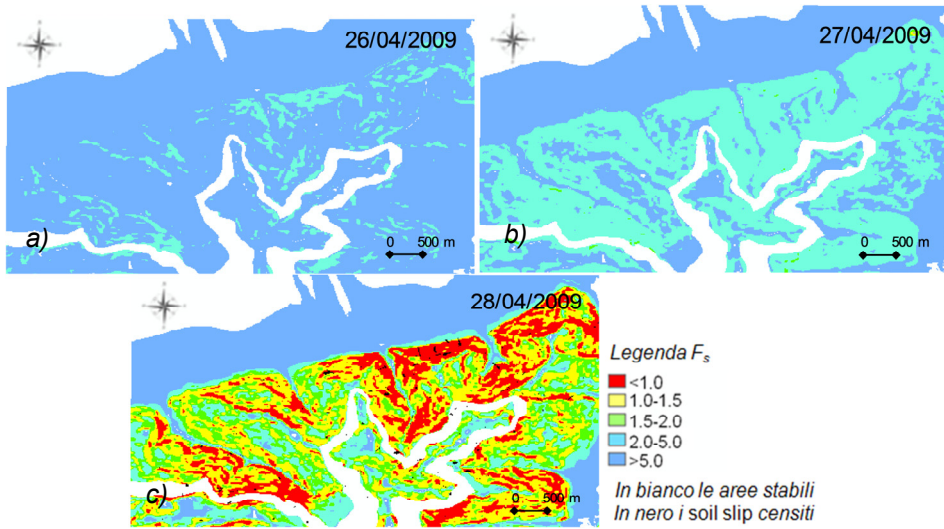 26/04/2009
a)
0 500 m
27/04/2009
b)
0 500 m
28/04/2009
c)
0 500 m
Legenda Fs
<1.0
1.0-1.5
1.5-2.0
2.0-5.0
>5.0
In bianco le aree stabili
In nero i soil slip censiti